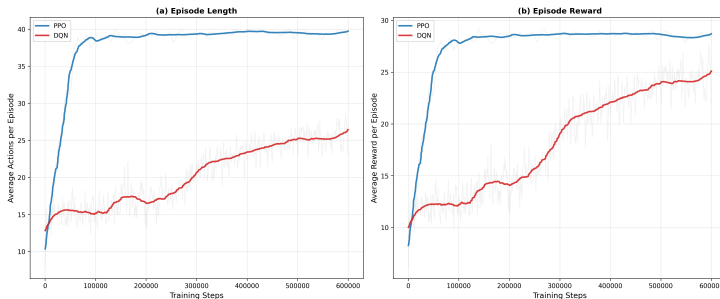 (a) Episode Length
PPO
DQN
Average Actions per Episode
40
35
30
25
20
15
10
0
100000
200000
300000
400000
500000
600000
Training Steps
(b) Episode Reward
PPO
DQN
Average Reward per Episode
30
25
20
15
10
0
100000
200000
300000
400000
500000
600000
Training Steps